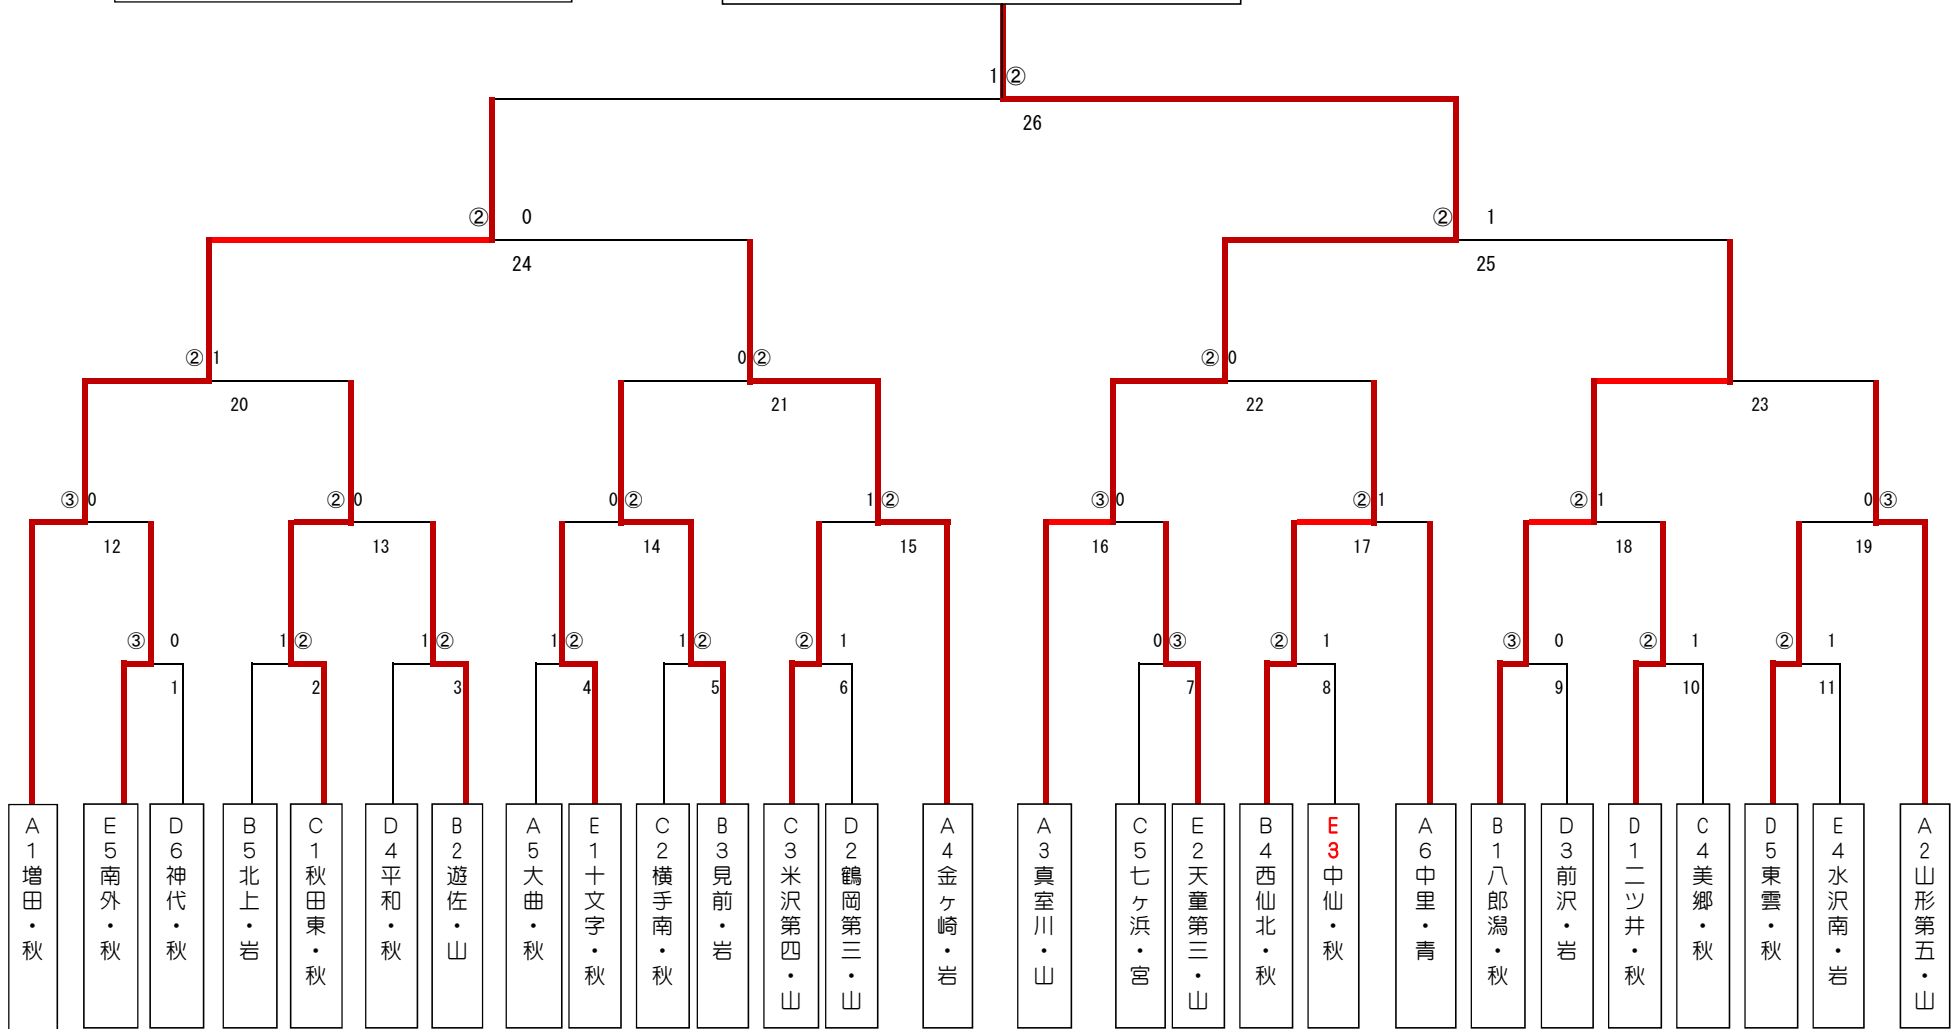 1 ②
26
② 0
② 1
24
25
② 1
0 ②
② 0
20
21
22
23
③ 0
② 0
0 ②
1 ②
③ 0
② 1
② 1
0 ③
12
13
14
15
16
17
18
19
③ 0
1 ②
1 ②
1 ②
1 ②
② 1
0 ③
② 1
③ 0
② 1
② 1
1
2
3
4
5
6
7
8
9
10
11
A1増田・秋
E5南外・秋
D6神代・秋
B5北上・岩
C1秋田東・秋
D4平和・秋
B2遊佐・山
A5大曲・秋
E1十文字・秋
C2横手南・秋
B3見前・岩
C3米沢第四・山
D2鶴岡第三・山
A4金ヶ崎・岩
A3真室川・山
C5七ヶ浜・宮
E2天童第三・山
B4西仙北・秋
E3中仙・秋
A6中里・青
B1八郎潟・秋
D3前沢・岩
D1二ツ井・秋
C4美郷・秋
D5東雲・秋
E4水沢南・岩
A2山形第五・山